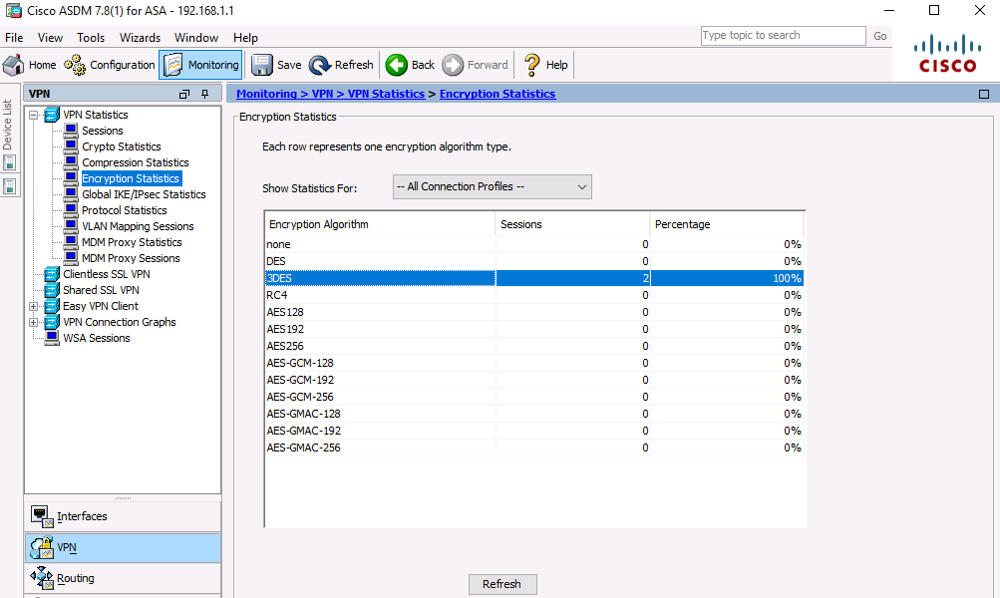 Cisco ASDM 7.8(1) for ASA - 192.168.1.1
File View Tools Wizards Window Help
Type topic to search Go
Home Configuration Monitoring Save Refresh Back Forward Help
CISCO
Device List
VPN
VPN Statistics
Sessions
Crypto Statistics
Compression Statistics
Encryption Statistics
Global IKE/IPsec Statistics
Protocol Statistics
VLAN Mapping Sessions
MDM Proxy Statistics
MDM Proxy Sessions
Clientless SSL VPN
Shared SSL VPN
Easy VPN Client
VPN Connection Graphs
WSA Sessions
Interfaces
VPN
Routing
Monitoring > VPN > VPN Statistics > Encryption Statistics
Encryption Statistics
Each row represents one encryption algorithm type.
Show Statistics For: -- All Connection Profiles --
Encryption Algorithm Sessions Percentage
none 0 0%
DES 0 0%
3DES 2 100%
RC4 0 0%
AES128 0 0%
AES192 0 0%
AES256 0 0%
AES-GCM-128 0 0%
AES-GCM-192 0 0%
AES-GCM-256 0 0%
AES-GMAC-128 0 0%
AES-GMAC-192 0 0%
AES-GMAC-256 0 0%
Refresh